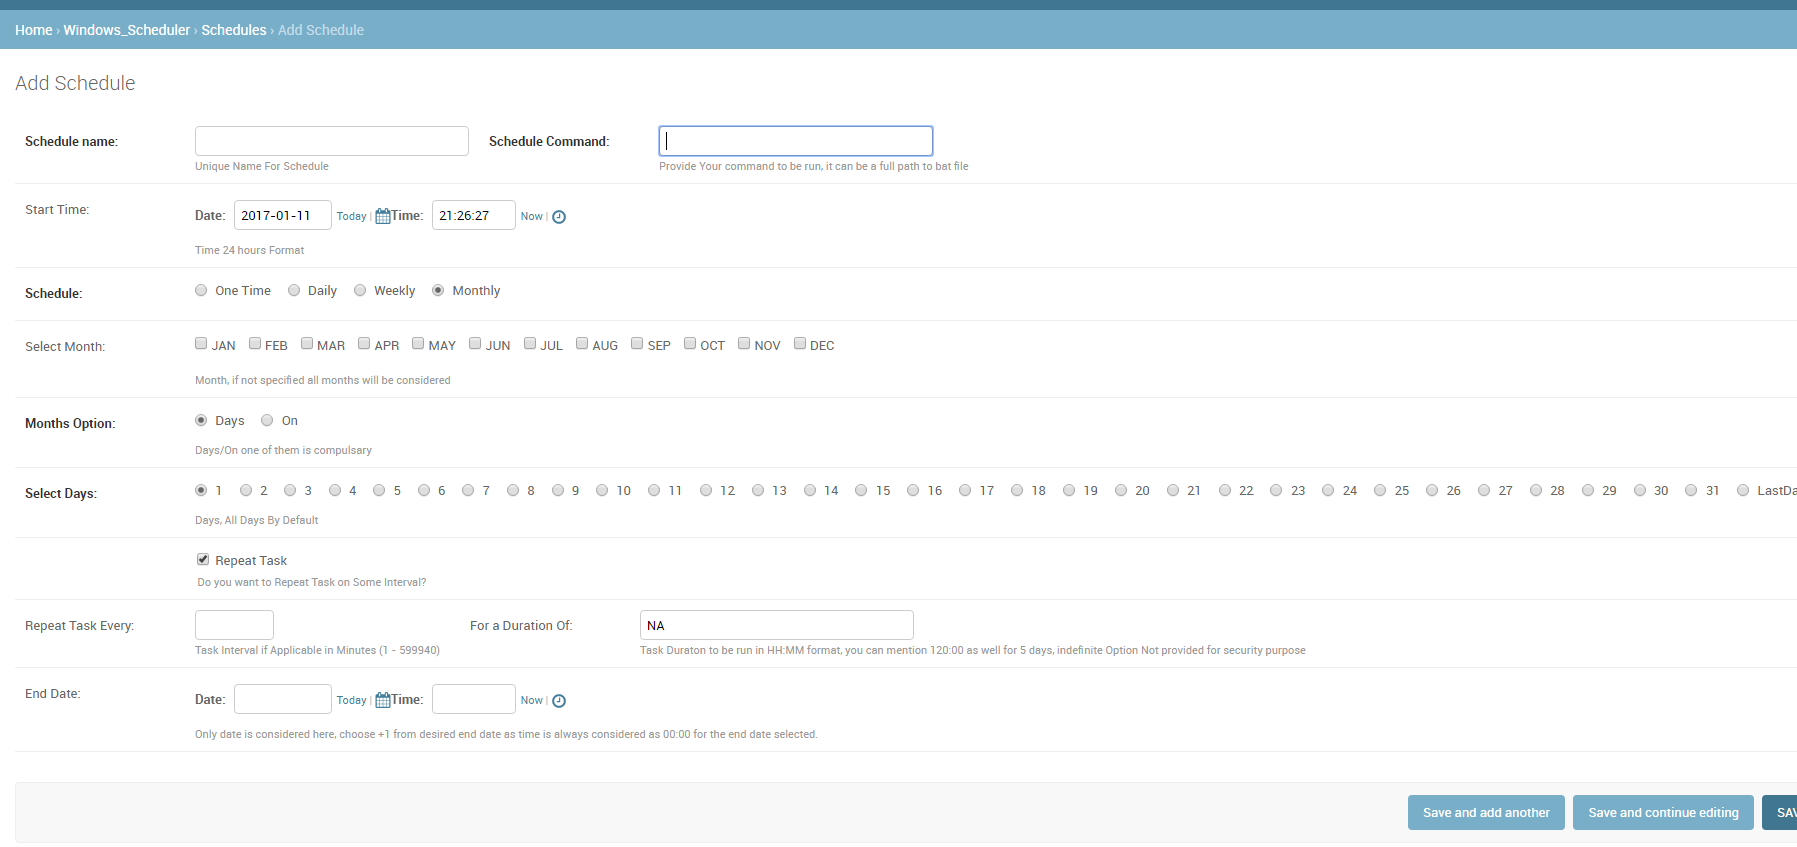 Home › Windows_Scheduler › Schedules › Add Schedule
Add Schedule
Schedule name: Schedule Command:
Unique Name For Schedule Provide Your command to be run, it can be a full path to bat file
Start Time: Date: 2017-01-11 Today | Time: 21:26:27 Now |
Time 24 hours Format
Schedule: One Time Daily Weekly Monthly
Select Month: JAN FEB MAR APR MAY JUN JUL AUG SEP OCT NOV DEC
Month, if not specified all months will be considered
Months Option: Days On
Days/On one of them is compulsary
Select Days: 1 2 3 4 5 6 7 8 9 10 11 12 13 14 15 16 17 18 19 20 21 22 23 24 25 26 27 28 29 30 31 LastDa
Days, All Days By Default
Repeat Task
Do you want to Repeat Task on Some Interval?
Repeat Task Every: For a Duration Of: NA
Task Interval if Applicable in Minutes (1 - 599940) Task Duraton to be run in HH:MM format, you can mention 120:00 as well for 5 days, indefinite Option Not provided for security purpose
End Date: Date: Today | Time: Now |
Only date is considered here, choose +1 from desired end date as time is always considered as 00:00 for the end date selected.
Save and add another Save and continue editing SAV